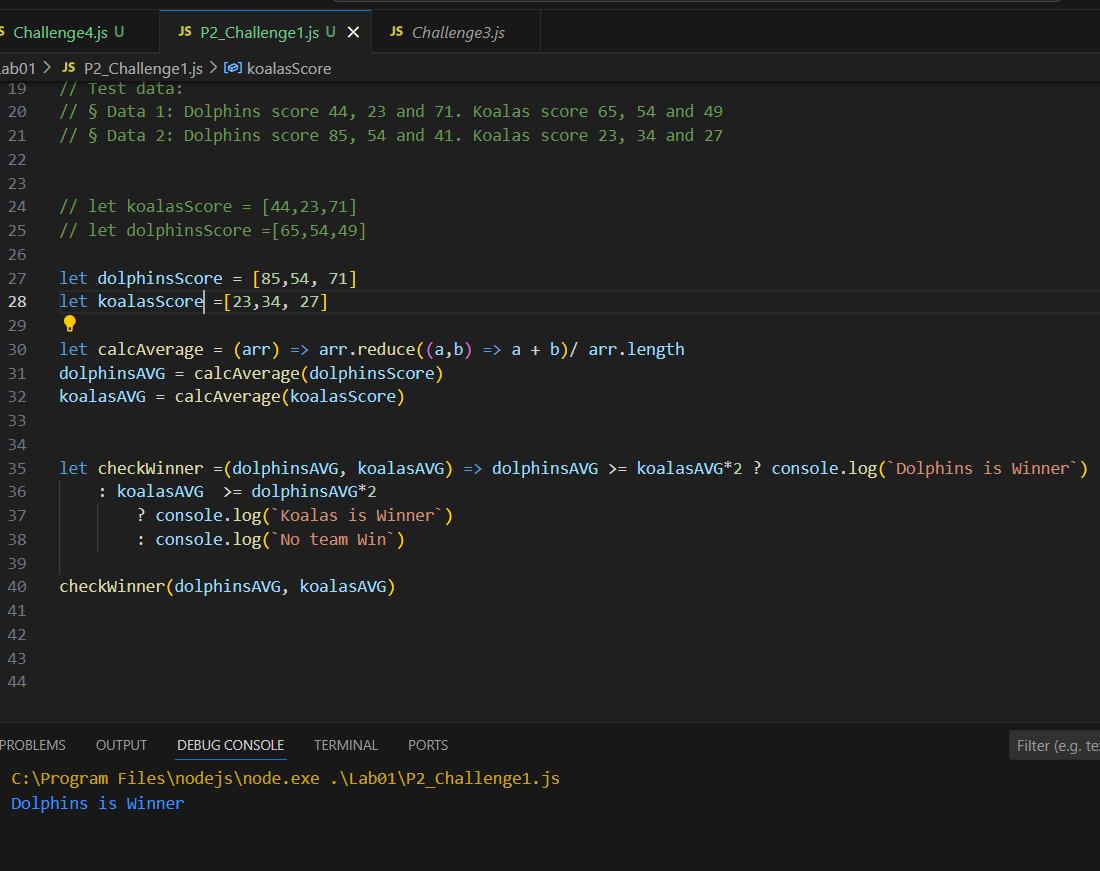 Challenge4.js U
JS P2_Challenge1.js U ✕
JS Challenge3.js
Lab01 > JS P2_Challenge1.js > koalasScore
19 // Test data:
20 // § Data 1: Dolphins score 44, 23 and 71. Koalas score 65, 54 and 49
21 // § Data 2: Dolphins score 85, 54 and 41. Koalas score 23, 34 and 27
22
23
24 // let koalasScore = [44,23,71]
25 // let dolphinsScore =[65,54,49]
26
27 let dolphinsScore = [85,54, 71]
28 let koalasScore =[23,34, 27]
29
30 let calcAverage = (arr) => arr.reduce((a,b) => a + b)/ arr.length
31 dolphinsAVG = calcAverage(dolphinsScore)
32 koalasAVG = calcAverage(koalasScore)
33
34
35 let checkWinner =(dolphinsAVG, koalasAVG) => dolphinsAVG >= koalasAVG*2 ? console.log(`Dolphins is Winner`)
36     : koalasAVG  >= dolphinsAVG*2
37         ? console.log(`Koalas is Winner`)
38         : console.log(`No team Win`)
39
40 checkWinner(dolphinsAVG, koalasAVG)
41
42
43
44
PROBLEMS OUTPUT DEBUG CONSOLE TERMINAL PORTS Filter (e.g. te
C:\Program Files\nodejs\node.exe .\Lab01\P2_Challenge1.js
Dolphins is Winner